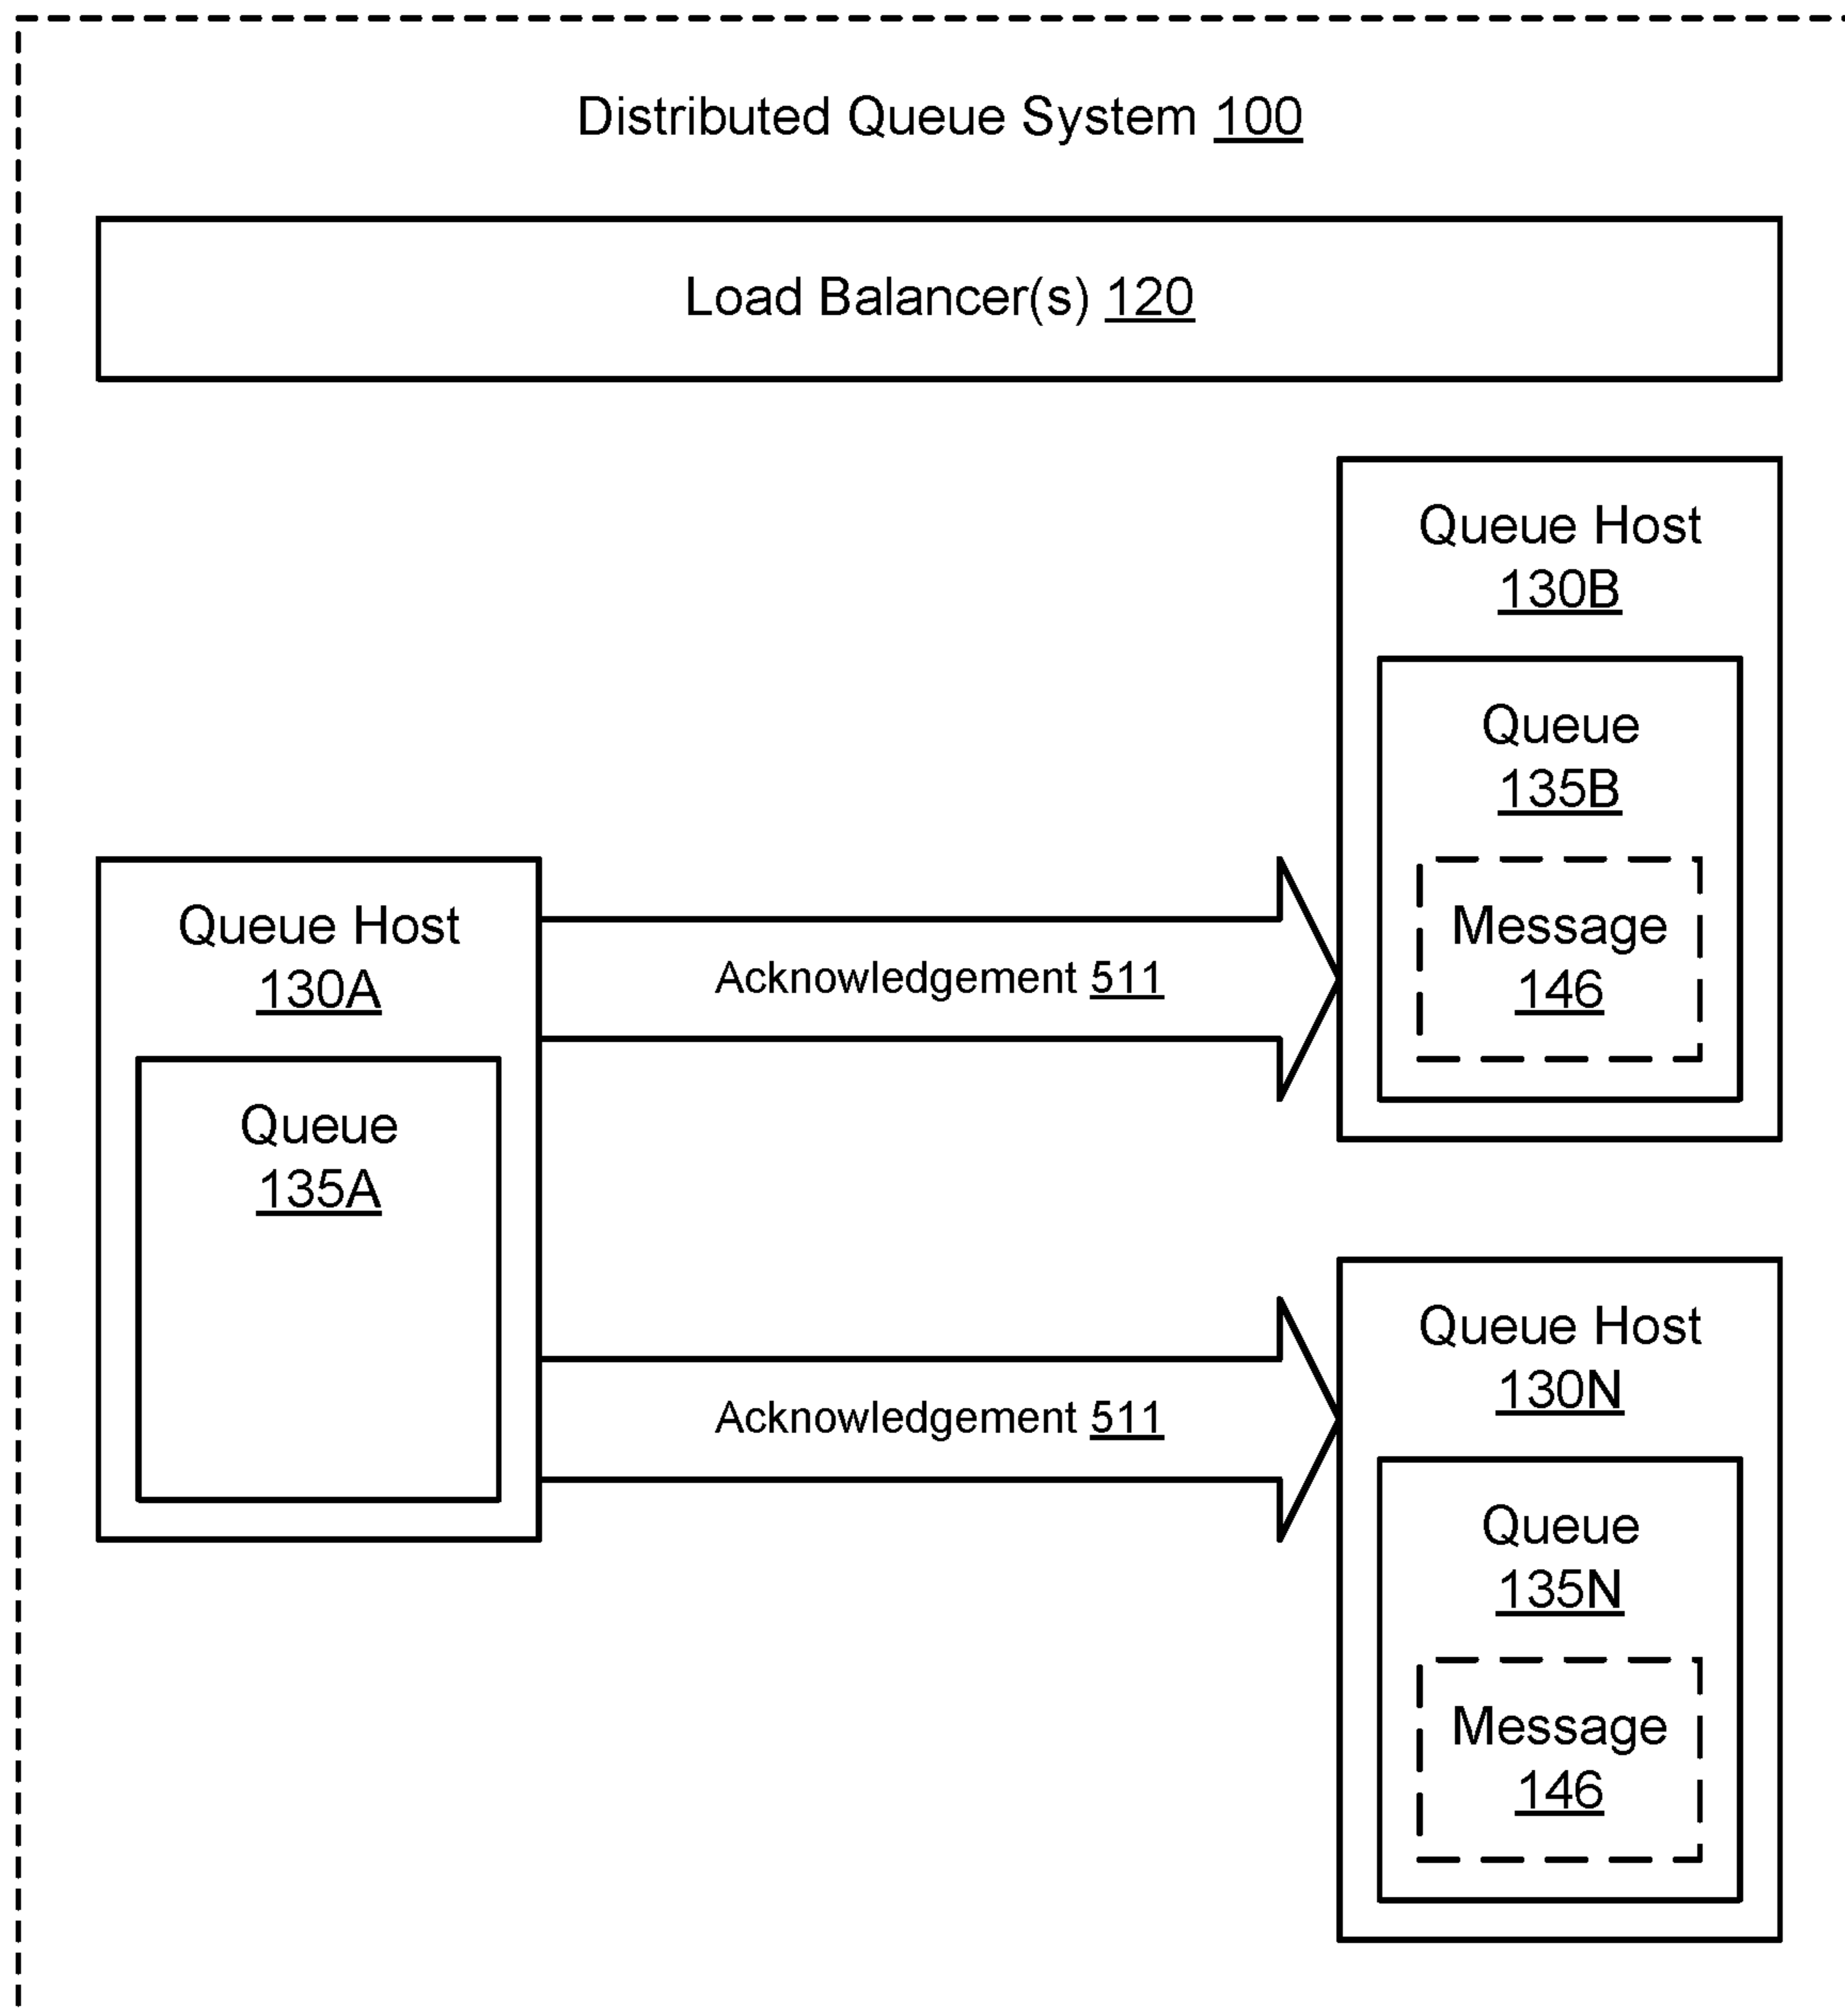 Distributed Queue System 100
Load Balancer(s) 120
Queue Host
130B
Queue
135B
Message
146
Queue Host
130A
Queue
135A
Acknowledgement 511
Acknowledgement 511
Queue Host
130N
Queue
135N
Message
146